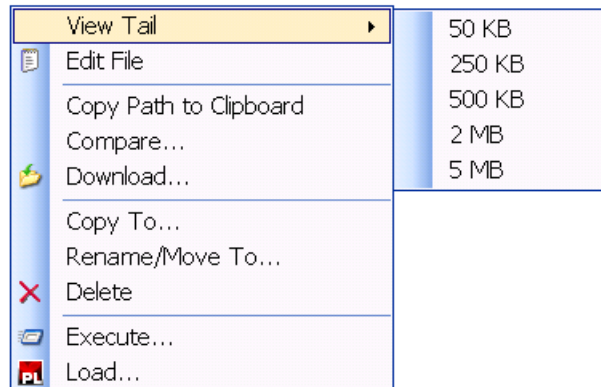 View Tail
50 KB
250 KB
500 KB
2 MB
5 MB
Edit File
Copy Path to Clipboard
Compare...
Download...
Copy To...
Rename/Move To...
Delete
Execute...
PL
Load...